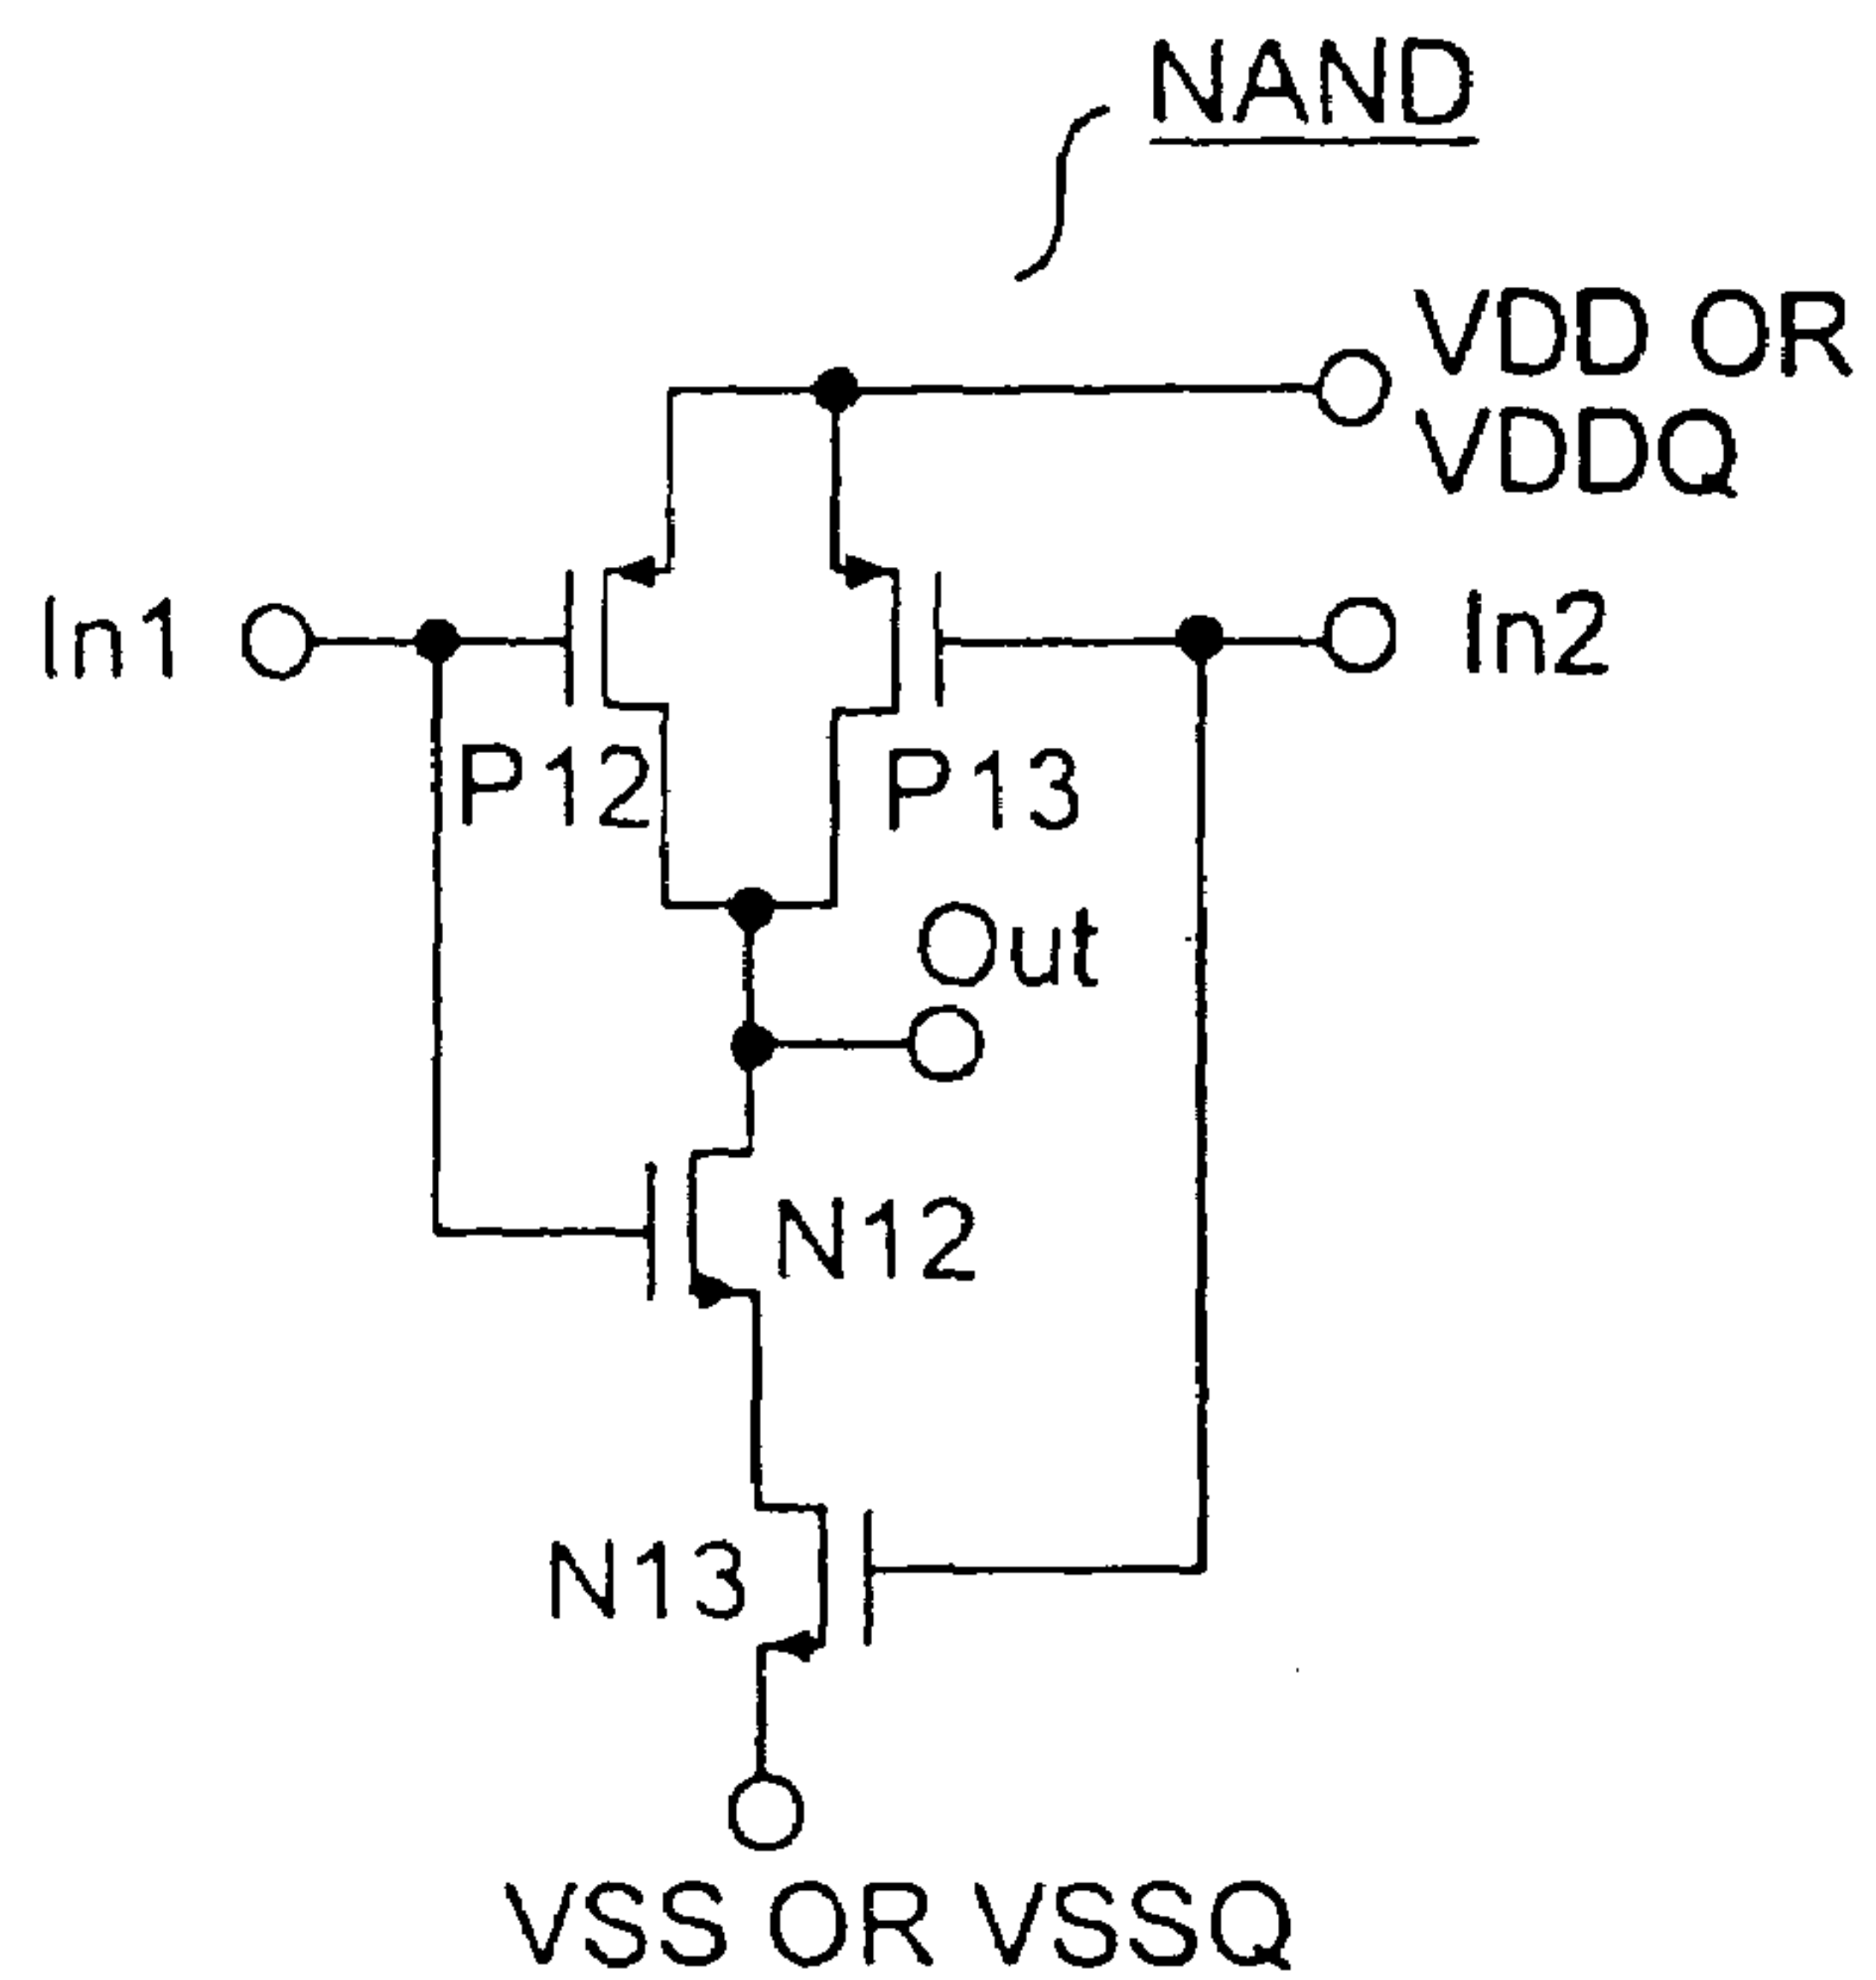 NAND
VDD OR
VDDQ
In1
In2
P12
P13
Out
N12
N13
VSS OR VSSQ